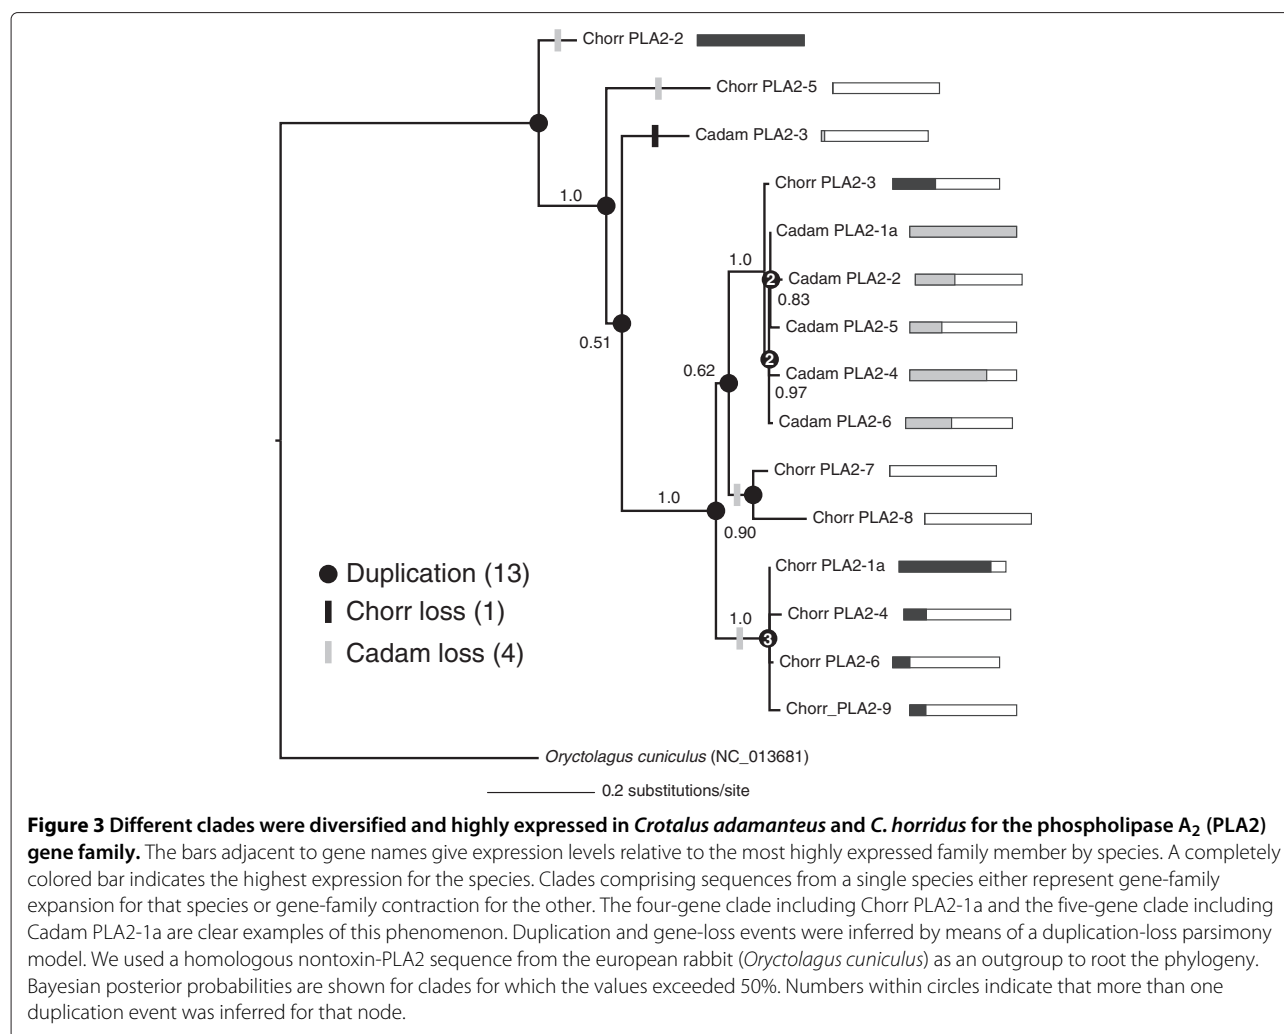 Chorr PLA2-2
Chorr PLA2-5
Cadam PLA2-3
Chorr PLA2-3
Cadam PLA2-1a
Cadam PLA2-2
Cadam PLA2-5
Cadam PLA2-4
Cadam PLA2-6
Chorr PLA2-7
Chorr PLA2-8
Chorr PLA2-1a
Chorr PLA2-4
Chorr PLA2-6
Chorr_PLA2-9
Oryctolagus cuniculus (NC_013681)
1.0
0.51
1.0
0.62
1.0
2
0.83
2
0.97
0.90
1.0
3
Duplication (13)
Chorr loss (1)
Cadam loss (4)
0.2 substitutions/site
Figure 3 Different clades were diversified and highly expressed in Crotalus adamanteus and C. horridus for the phospholipase A2 (PLA2)
gene family. The bars adjacent to gene names give expression levels relative to the most highly expressed family member by species. A completely
colored bar indicates the highest expression for the species. Clades comprising sequences from a single species either represent gene-family
expansion for that species or gene-family contraction for the other. The four-gene clade including Chorr PLA2-1a and the five-gene clade including
Cadam PLA2-1a are clear examples of this phenomenon. Duplication and gene-loss events were inferred by means of a duplication-loss parsimony
model. We used a homologous nontoxin-PLA2 sequence from the european rabbit (Oryctolagus cuniculus) as an outgroup to root the phylogeny.
Bayesian posterior probabilities are shown for clades for which the values exceeded 50%. Numbers within circles indicate that more than one
duplication event was inferred for that node.